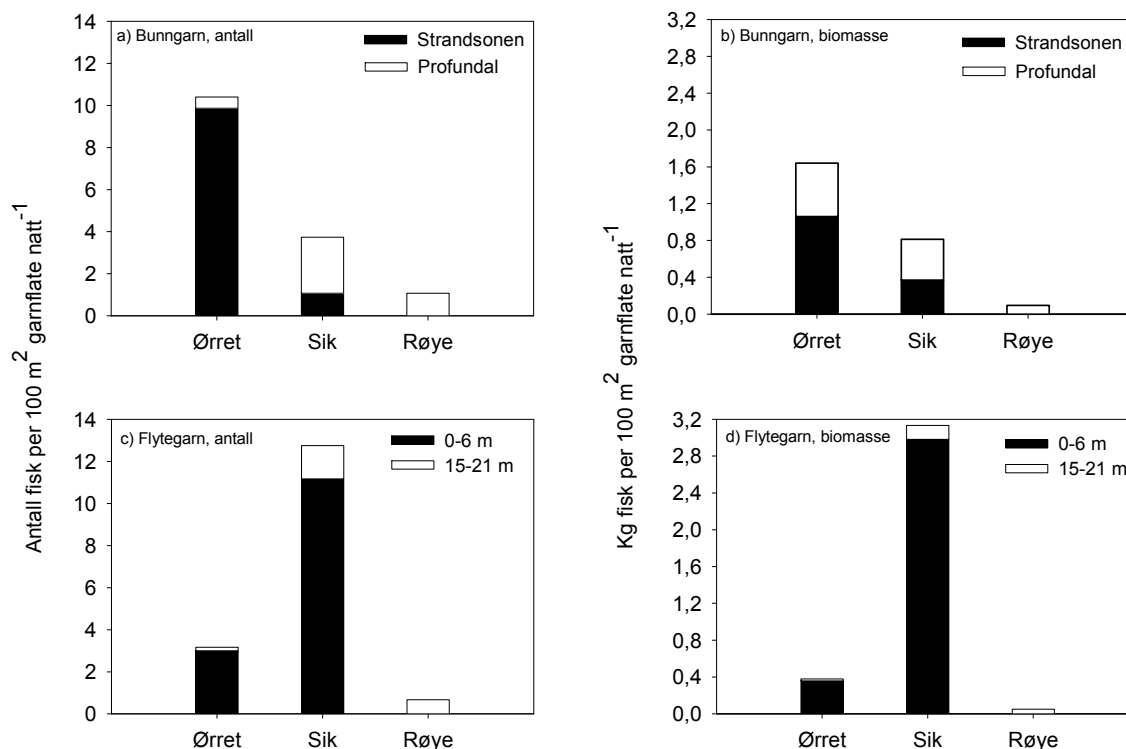 Antall fisk per 100 m² garnflate natt⁻¹
a) Bunngarn, antall
Strandsonen
Profundal
14
12
10
8
6
4
2
0
Ørret Sik Røye
c) Flytegarn, antall
0-6 m
15-21 m
14
12
10
8
6
4
2
0
Ørret Sik Røye
Kg fisk per 100 m² garnflate natt⁻¹
b) Bunngarn, biomasse
Strandsonen
Profundal
3,2
2,8
2,4
2,0
1,6
1,2
0,8
0,4
0,0
Ørret Sik Røye
d) Flytegarn, biomasse
0-6 m
15-21 m
3,2
2,8
2,4
2,0
1,6
1,2
0,8
0,4
0,0
Ørret Sik Røye